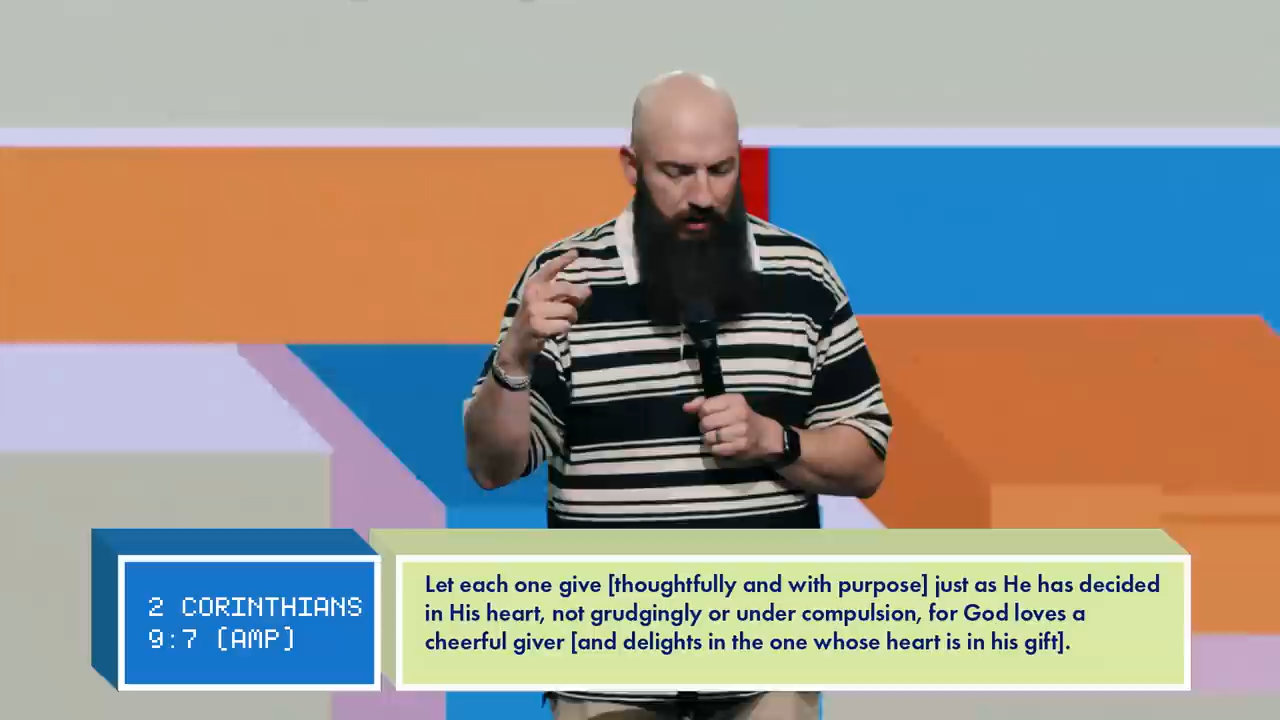 2 CORINTHIANS
9:7 (AMP)
Let each one give [thoughtfully and with purpose] just as He has decided
in His heart, not grudgingly or under compulsion, for God loves a
cheerful giver [and delights in the one whose heart is in his gift].